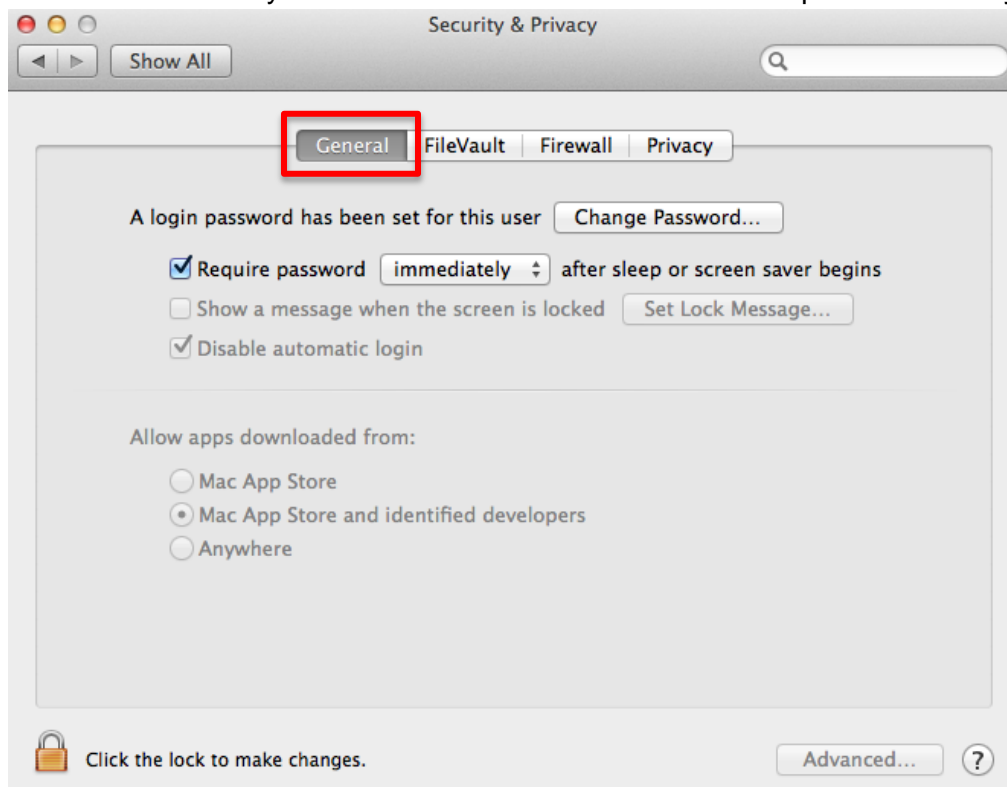 Security & Privacy
Show All
General FileVault Firewall Privacy
A login password has been set for this user Change Password...
Require password immediately after sleep or screen saver begins
Show a message when the screen is locked Set Lock Message...
Disable automatic login
Allow apps downloaded from:
Mac App Store
Mac App Store and identified developers
Anywhere
Click the lock to make changes. Advanced... ?